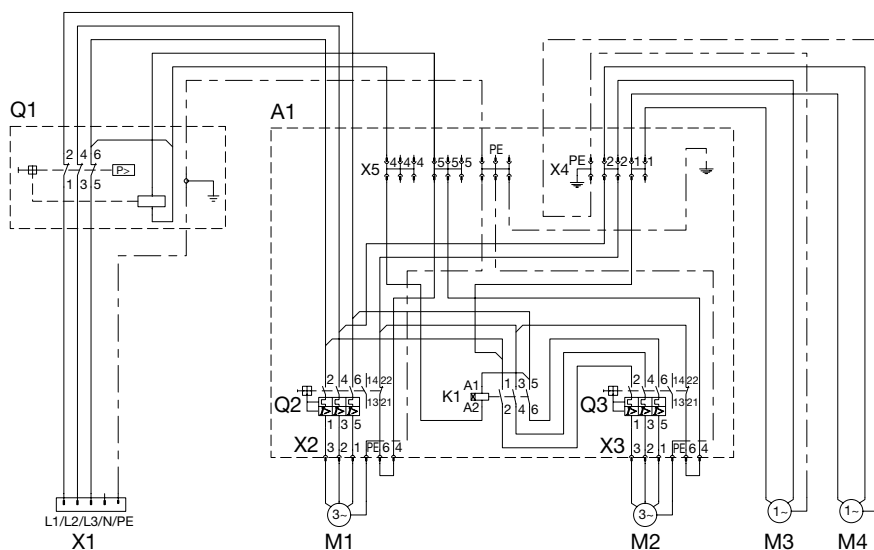 Q1
A1
2 4 6
P>
1 3 5
X5
4 4 4
5 5 5
PE
X4
PE
2 2 1 1
2 4 6 14 22
Q2
13 21
1 3 5
X2
3 2 1 PE 6 4
K1
A1
A2
1 3 5
2 4 6
2 4 6 14 22
Q3
13 21
1 3 5
X3
3 2 1 PE 6 4
L1/L2/L3/N/PE
X1
3~
M1
3~
M2
1~
M3
1~
M4